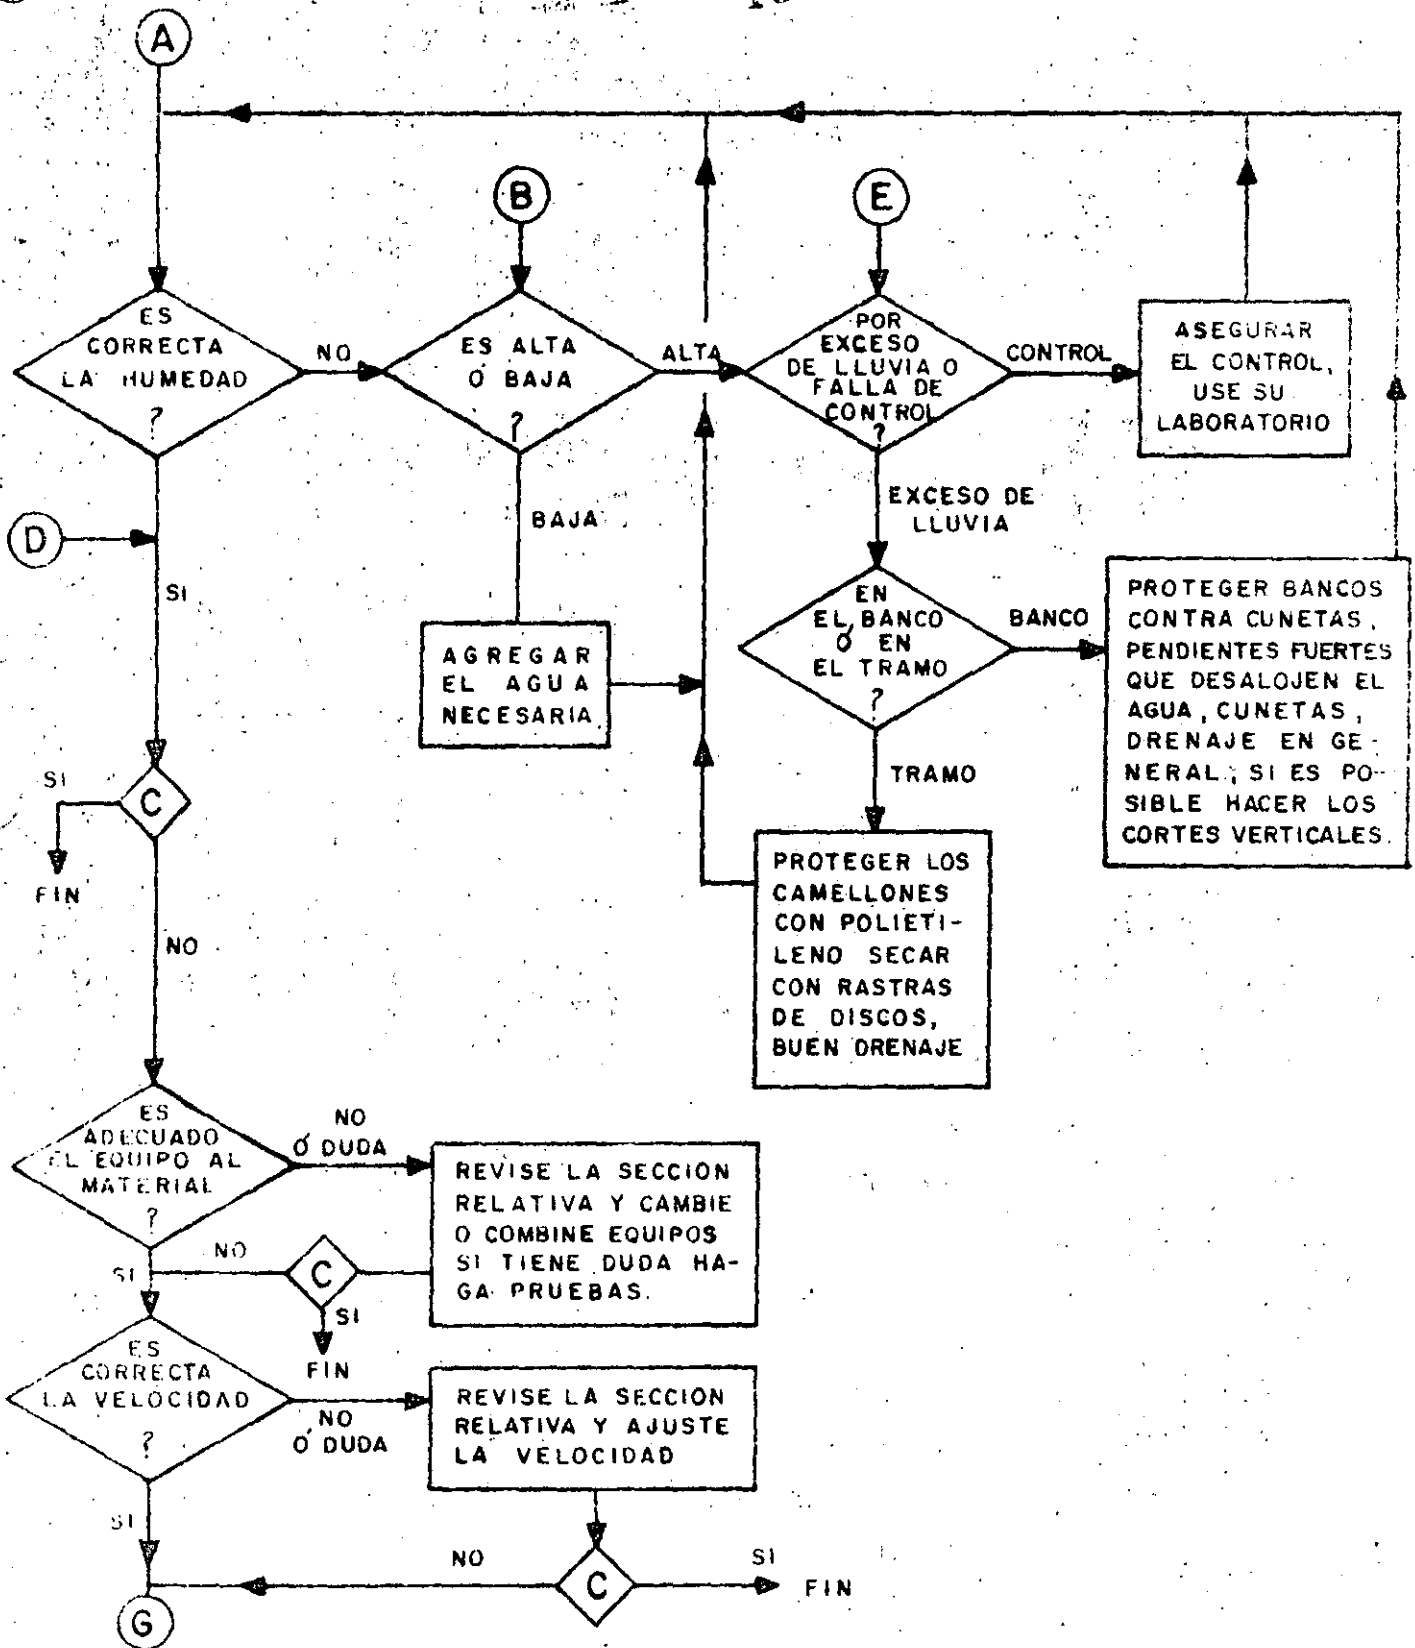 A
B
E
ES
CORRECTA
LA HUMEDAD
?
NO
ES ALTA
Ó BAJA
?
ALTA
POR
EXCESO
DE LLUVIA O
FALLA DE
CONTROL
?
CONTROL
ASEGURAR
EL CONTROL,
USE SU
LABORATORIO
D
SI
BAJA
EXCESO DE
LLUVIA
AGREGAR
EL AGUA
NECESARIA
EN
EL BANCO
Ó EN
EL TRAMO
?
BANCO
PROTEGER BANCOS
CONTRA CUNETAS,
PENDIENTES FUERTES
QUE DESALOJEN EL
AGUA, CUNETAS,
DRENAJE EN GE-
NERAL; SI ES PO-
SIBLE HACER LOS
CORTES VERTICALES.
TRAMO
SI
C
FIN
NO
PROTEGER LOS
CAMELLONES
CON POLIETI-
LENO SECAR
CON RASTRAS
DE DISCOS,
BUEN DRENAJE
ES
ADECUADO
EL EQUIPO AL
MATERIAL
?
NO
Ó DUDA
REVISE LA SECCION
RELATIVA Y CAMBIE
O COMBINE EQUIPOS
SI TIENE DUDA HA-
GA PRUEBAS.
NO
C
SI
SI
FIN
ES
CORRECTA
LA VELOCIDAD
?
NO
Ó DUDA
REVISE LA SECCION
RELATIVA Y AJUSTE
LA VELOCIDAD
SI
NO
C
SI
FIN
G